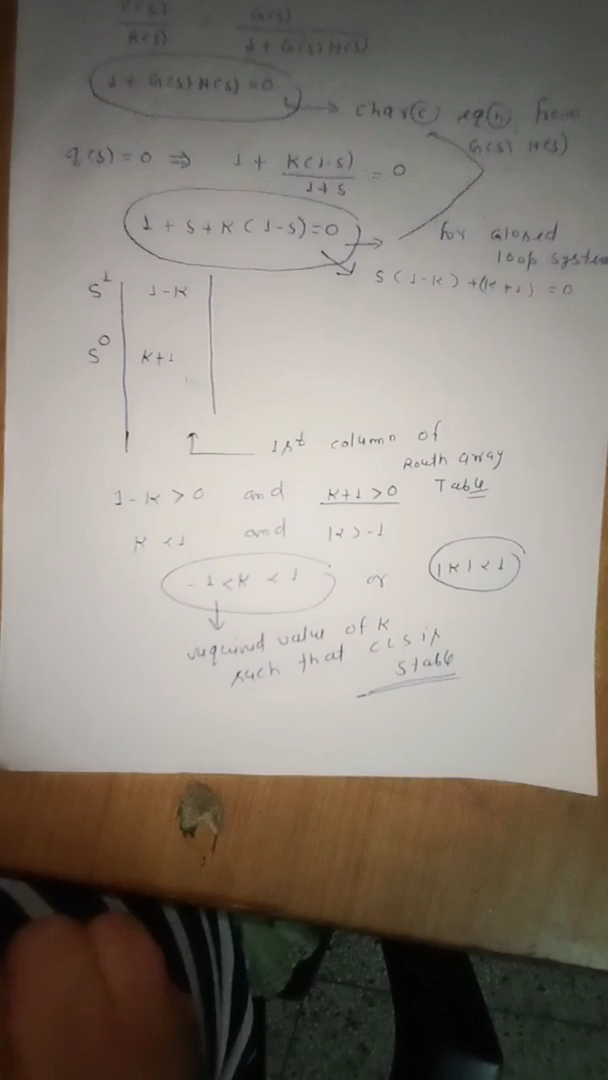 C(s) / R(s) = G(s) / 1 + G(s) H(s)
1 + G(s) H(s) = 0 → char(c) eq(n) from
G(s) H(s)
q(s) = 0 ⇒ 1 + K(1-s) / 1+s = 0
1 + s + K(1-s) = 0 → For closed
loop system
s(1-K) + (K+1) = 0
s¹ | 1-K |
s⁰ | K+1 |
1st column of
Routh array
Table
1-K > 0 and K+1 > 0
K < 1 and K > -1
-1 < K < 1 or |K| < 1
required value of K
such that CLS is
stable